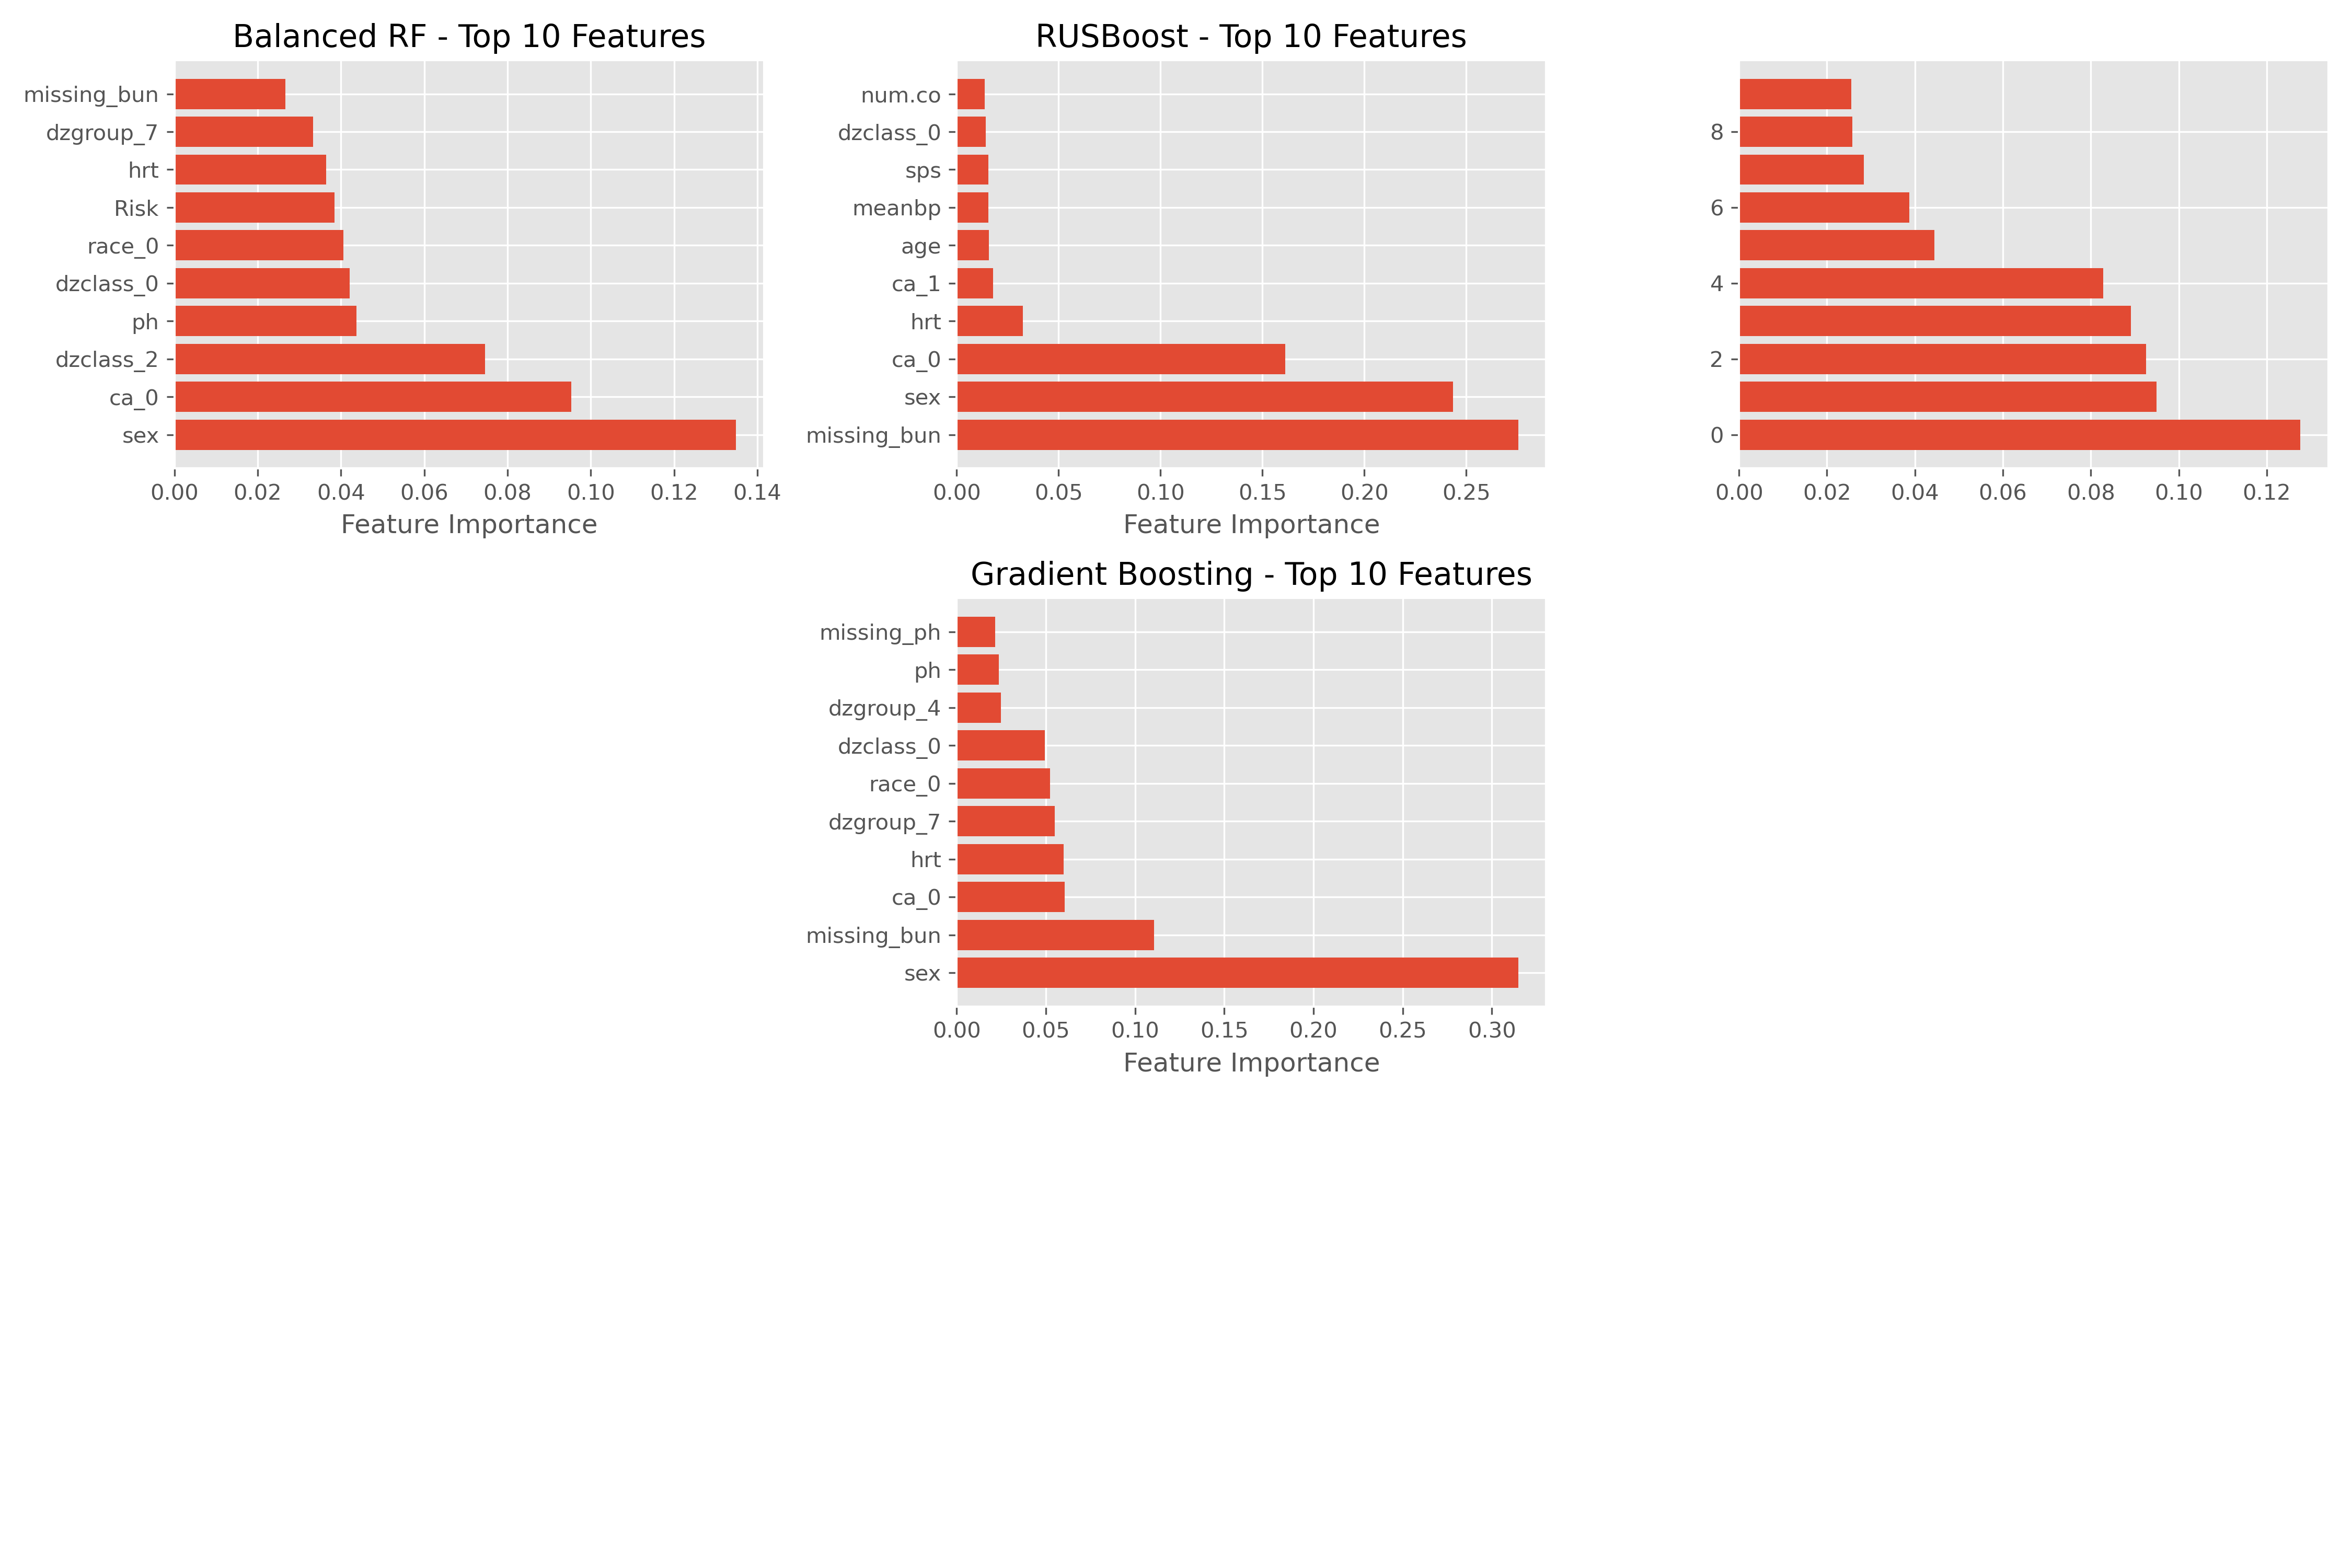 Balanced RF - Top 10 Features
missing_bun
dzgroup_7
hrt
Risk
race_0
dzclass_0
ph
dzclass_2
ca_0
sex
0.00 0.02 0.04 0.06 0.08 0.10 0.12 0.14
Feature Importance
RUSBoost - Top 10 Features
num.co
dzclass_0
sps
meanbp
age
ca_1
hrt
ca_0
sex
missing_bun
0.00 0.05 0.10 0.15 0.20 0.25
Feature Importance
8
6
4
2
0
0.00 0.02 0.04 0.06 0.08 0.10 0.12
Gradient Boosting - Top 10 Features
missing_ph
ph
dzgroup_4
dzclass_0
race_0
dzgroup_7
hrt
ca_0
missing_bun
sex
0.00 0.05 0.10 0.15 0.20 0.25 0.30
Feature Importance